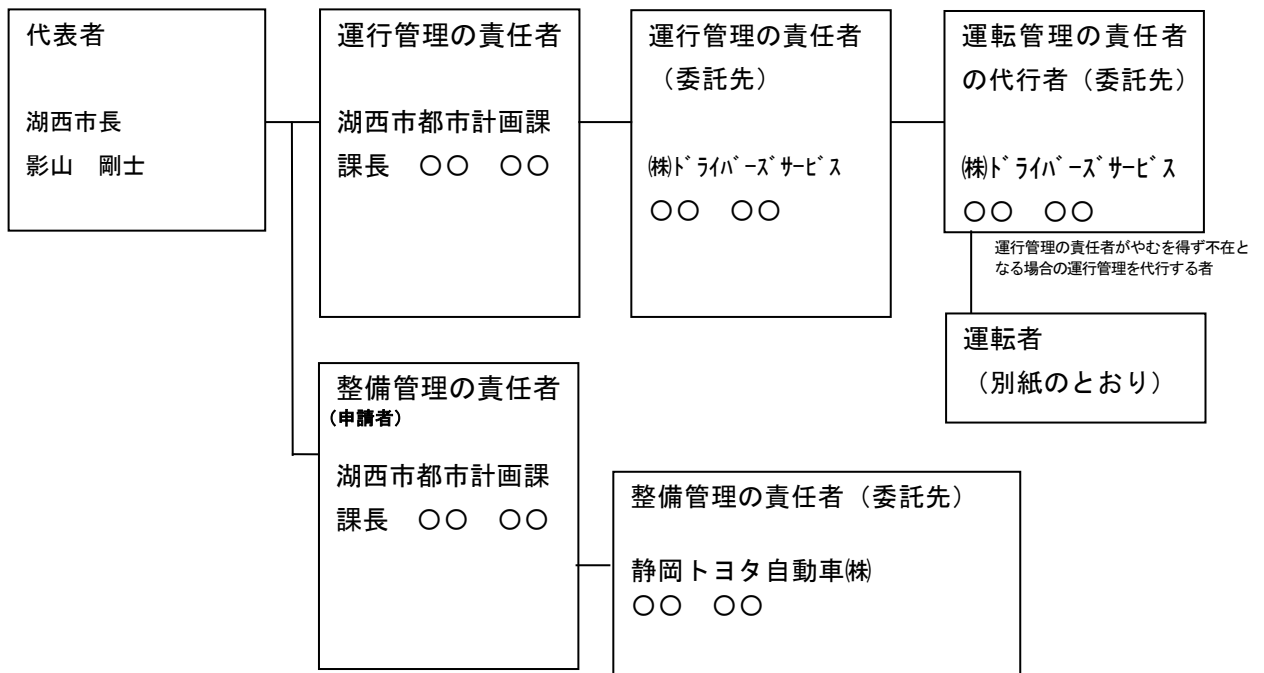 代表者
湖西市長
影山　剛士
運行管理の責任者
湖西市都市計画課
課長　〇〇　〇〇
運行管理の責任者
（委託先）
㈱ﾄﾞﾗｲﾊﾞｰｽﾞｻｰﾋﾞｽ
〇〇　〇〇
運転管理の責任者
の代行者（委託先）
㈱ﾄﾞﾗｲﾊﾞｰｽﾞｻｰﾋﾞｽ
〇〇　〇〇
運行管理の責任者がやむを得ず不在と
なる場合の運行管理を代行する者
運転者
（別紙のとおり）
整備管理の責任者
（申請者）
湖西市都市計画課
課長　〇〇　〇〇
整備管理の責任者（委託先）
静岡トヨタ自動車㈱
〇〇　〇〇